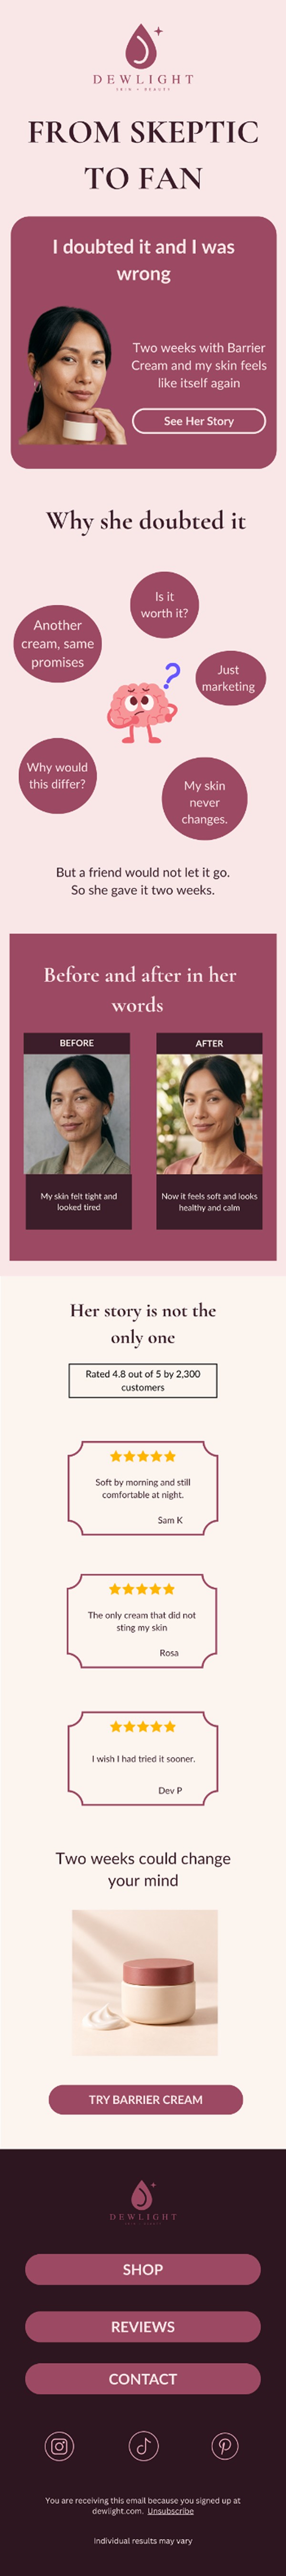 DEWLIGHT
SKIN + BEAUTY
FROM SKEPTIC
TO FAN
I doubted it and I was
wrong
Two weeks with Barrier
Cream and my skin feels
like itself again
See Her Story
Why she doubted it
Is it
worth it?
Another
cream, same
promises
Just
marketing
?
Why would
this differ?
My skin
never
changes.
But a friend would not let it go.
So she gave it two weeks.
Before and after in her
words
BEFORE
AFTER
My skin felt tight and
looked tired
Now it feels soft and looks
healthy and calm
Her story is not the
only one
Rated 4.8 out of 5 by 2,300
customers
Soft by morning and still
comfortable at night.
Sam K
The only cream that did not
sting my skin
Rosa
I wish I had tried it sooner.
Dev P
Two weeks could change
your mind
TRY BARRIER CREAM
DEWLIGHT
SHOP
REVIEWS
CONTACT
You are receiving this email because you signed up at
dewlight.com. Unsubscribe
Individual results may vary